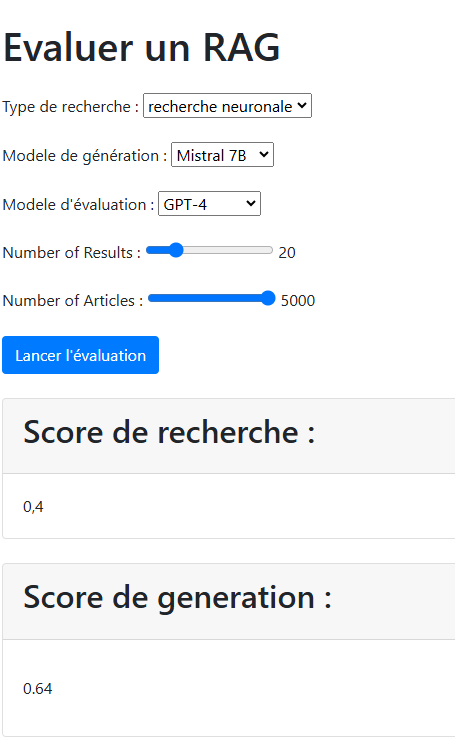 Evaluer un RAG
Type de recherche : recherche neuronale
Modele de génération : Mistral 7B
Modele d'évaluation : GPT-4
Number of Results : 20
Number of Articles : 5000
Lancer l'évaluation
Score de recherche :
0,4
Score de generation :
0.64